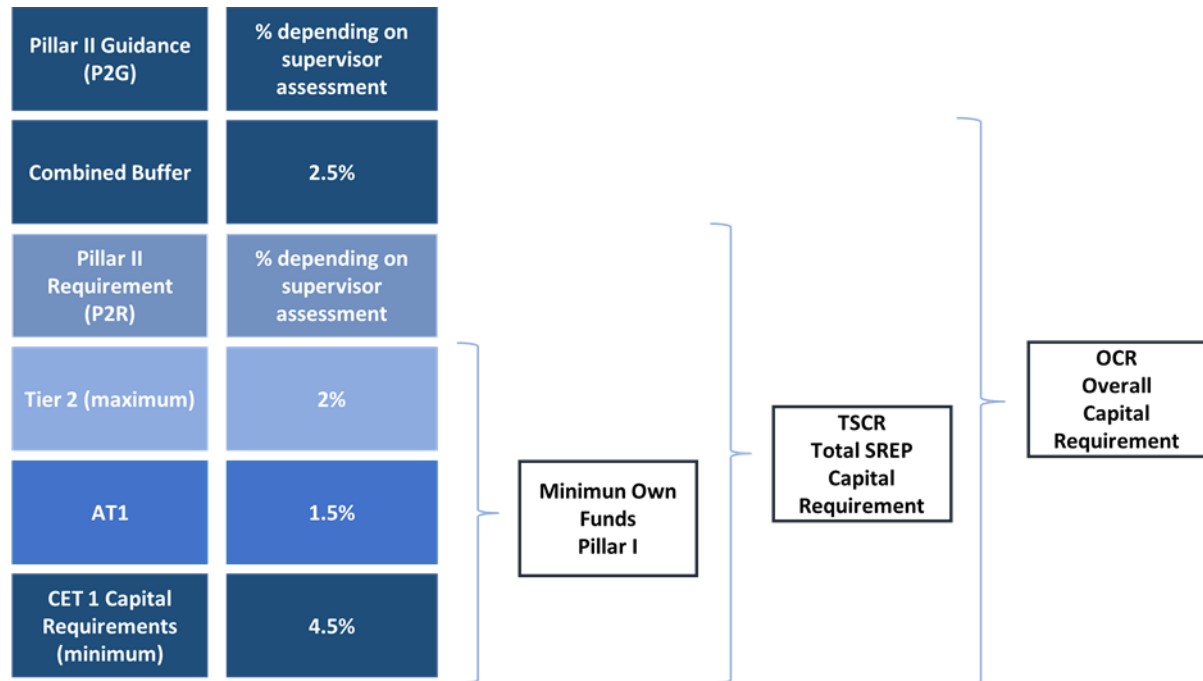 Pillar II Guidance
(P2G)
% depending on
supervisor
assessment
Combined Buffer
2.5%
Pillar II
Requirement
(P2R)
% depending on
supervisor
assessment
Tier 2 (maximum)
2%
AT1
1.5%
CET 1 Capital
Requirements
(minimum)
4.5%
Minimun Own
Funds
Pillar I
TSCR
Total SREP
Capital
Requirement
OCR
Overall
Capital
Requirement